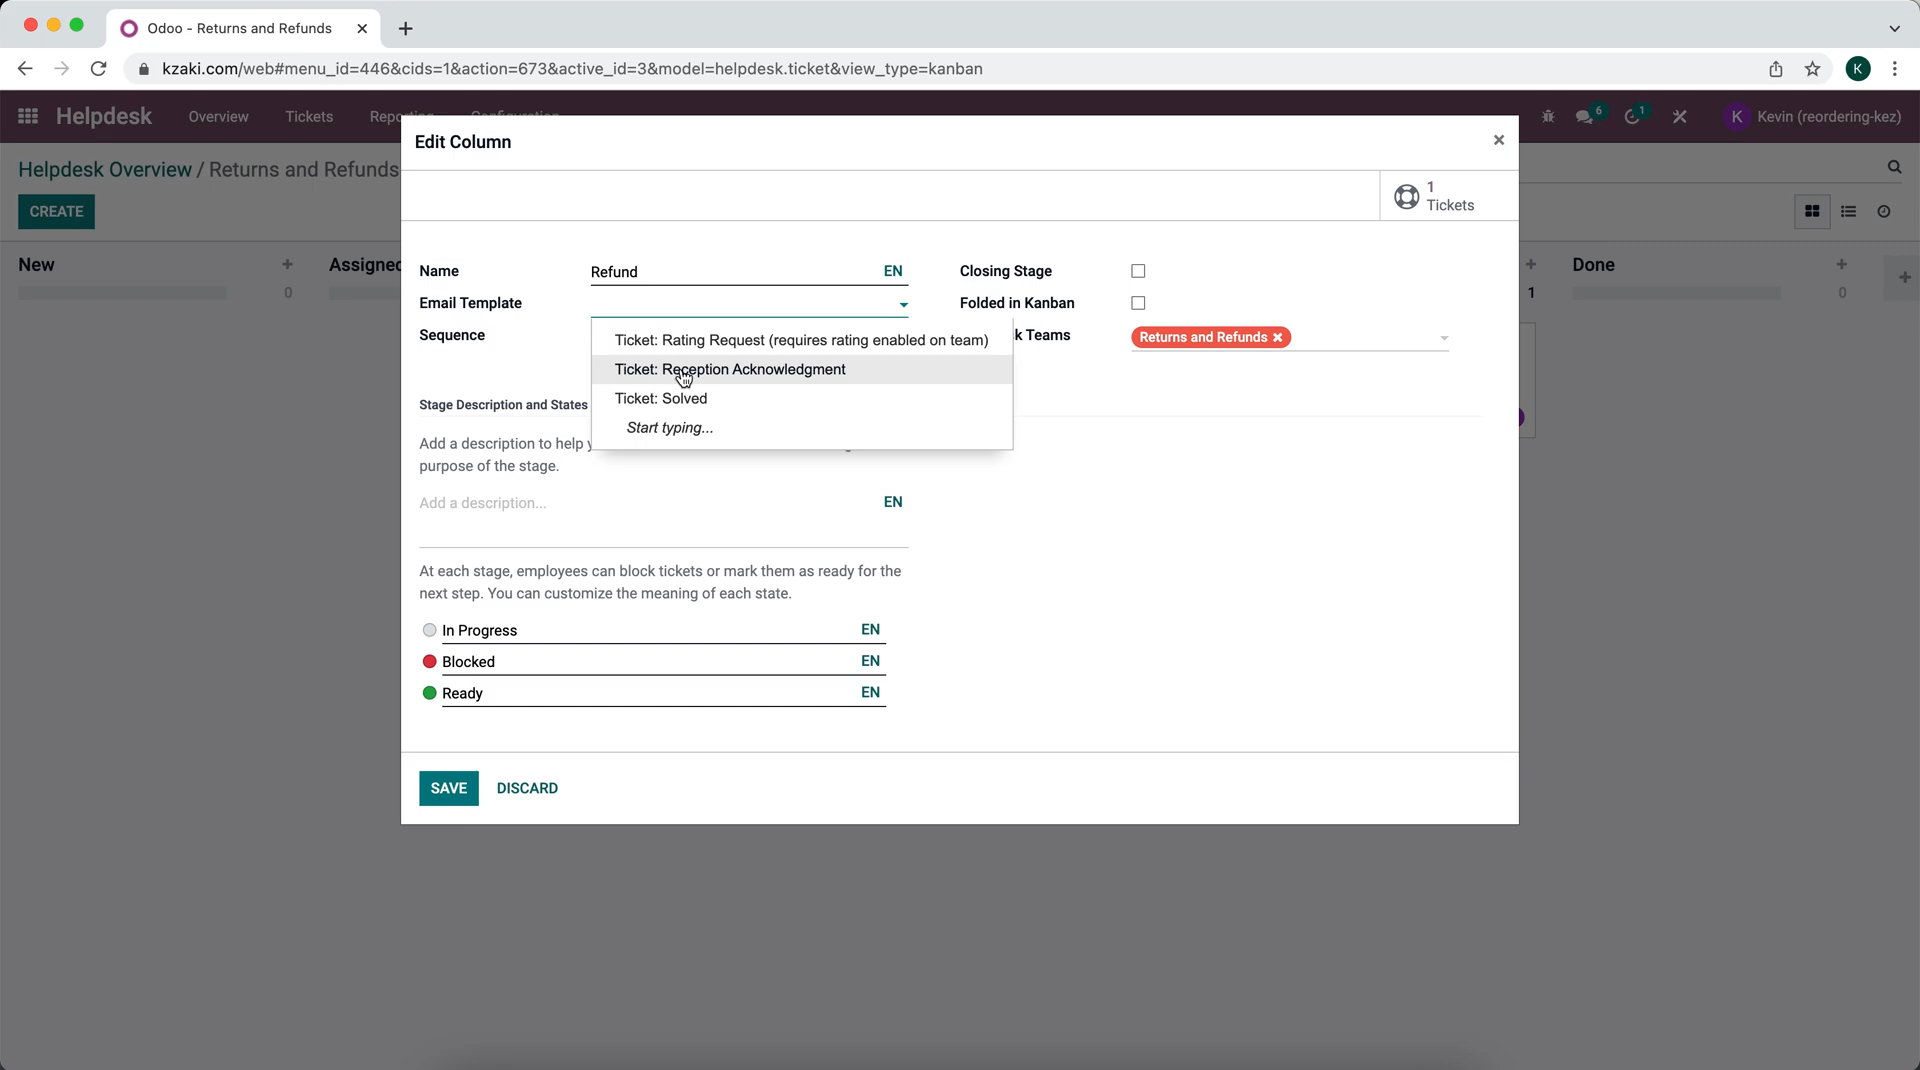 Odoo - Returns and Refunds
kzaki.com/web#menu_id=446&cids=1&action=673&active_id=3&model=helpdesk.ticket&view_type=kanban
K
Helpdesk
Overview
Tickets
Reporting
Configuration
6
1
K
Kevin (reordering-kez)
Helpdesk Overview / Returns and Refunds
CREATE
Edit Column
1
Tickets
New
0
Assigned
1
Done
0
Name
Refund
EN
Closing Stage
Email Template
Folded in Kanban
Sequence
k Teams
Returns and Refunds
Ticket: Rating Request (requires rating enabled on team)
Ticket: Reception Acknowledgment
Ticket: Solved
Start typing...
Stage Description and States
Add a description to help
purpose of the stage.
Add a description...
EN
At each stage, employees can block tickets or mark them as ready for the
next step. You can customize the meaning of each state.
In Progress
EN
Blocked
EN
Ready
EN
SAVE
DISCARD